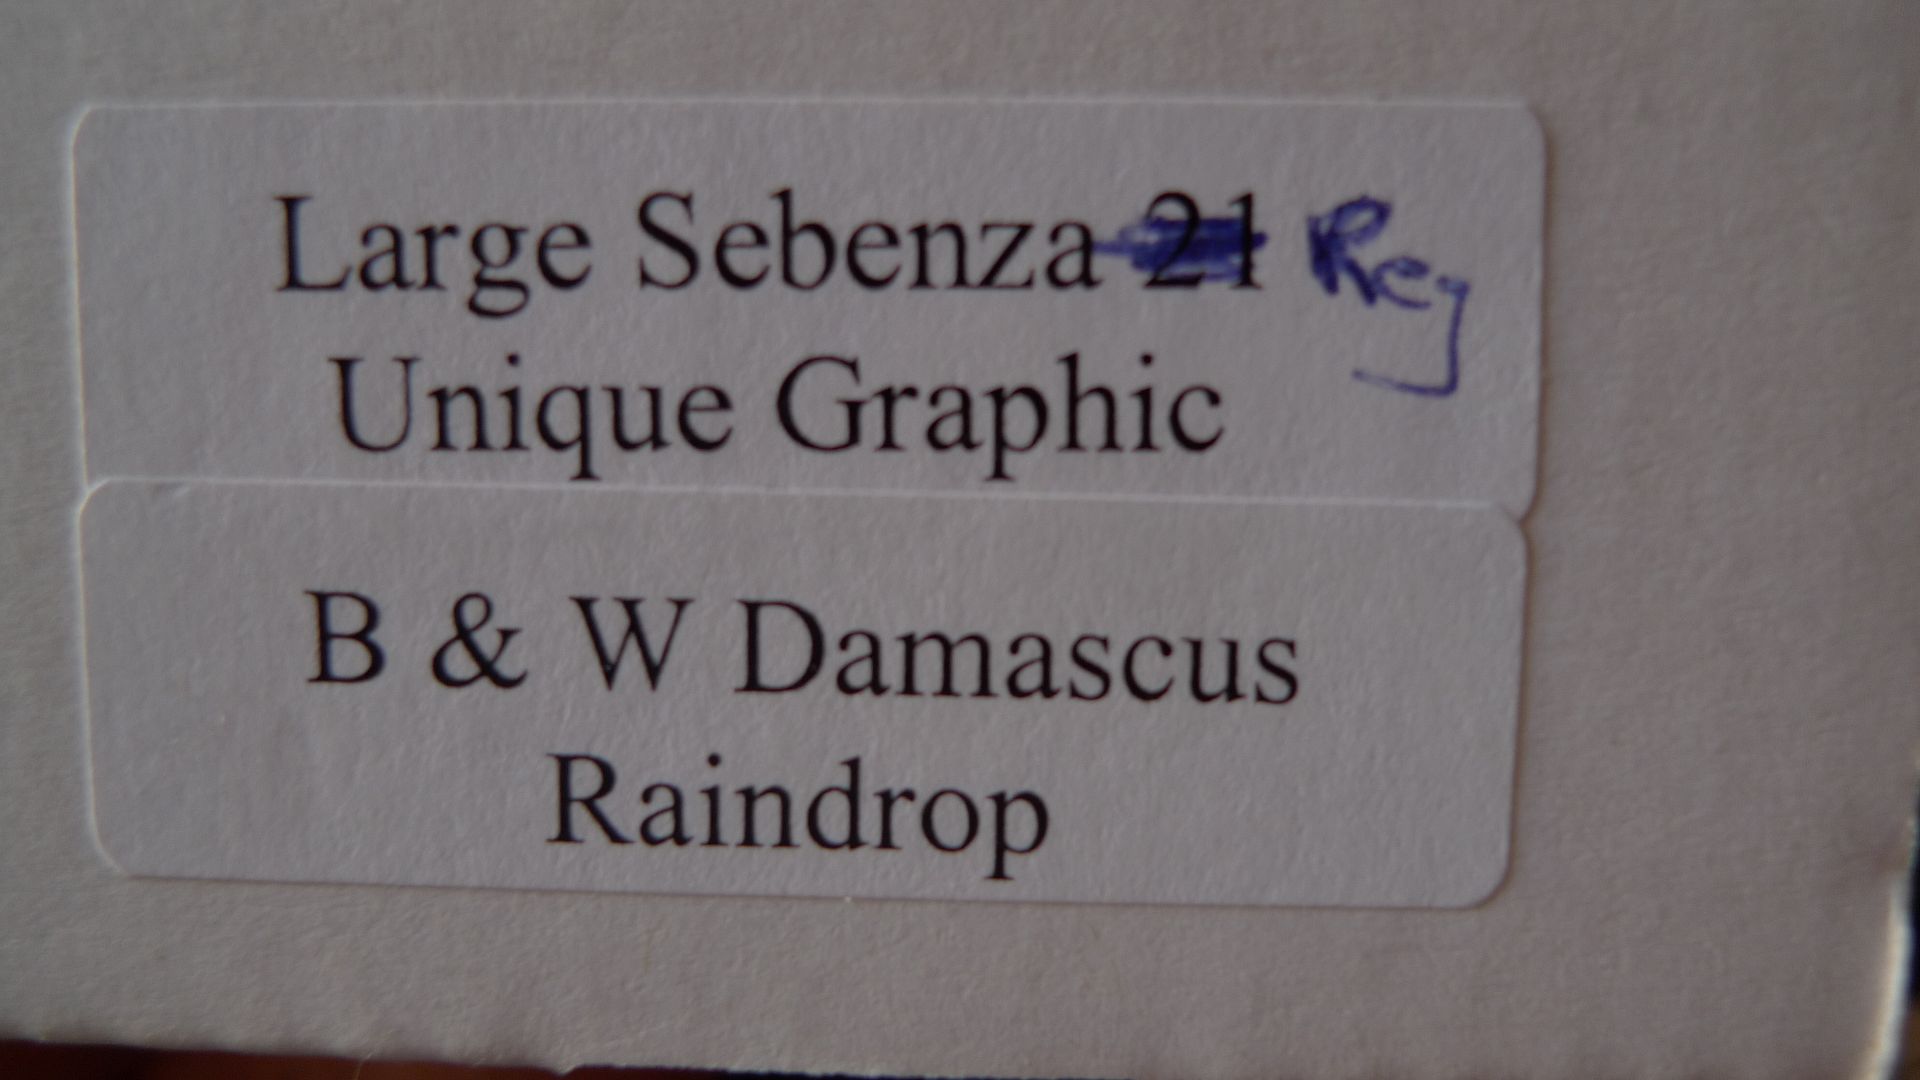 Large Sebenza 21 Reg
Unique Graphic
B & W Damascus
Raindrop